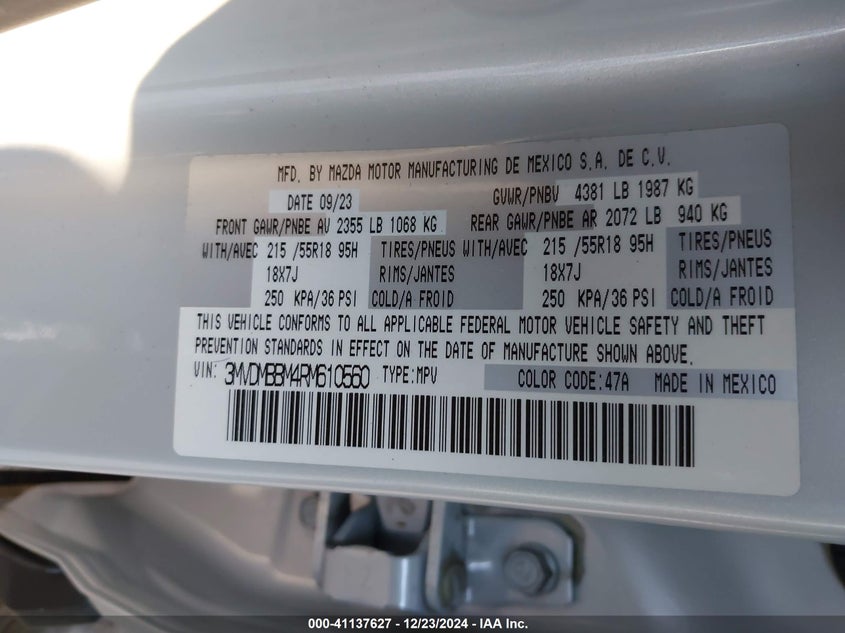 MFD. BY MAZDA MOTOR MANUFACTURING DE MEXICO S.A. DE C.V.
DATE 09/23 GVWR/PNBV 4381 LB 1987 KG
FRONT GAWR/PNBE AV 2355 LB 1068 KG REAR GAWR/PNBE AR 2072 LB 940 KG
WITH/AVEC 215 /55R18 95H TIRES/PNEUS WITH/AVEC 215 /55R18 95H TIRES/PNEUS
18X7J RIMS/JANTES 18X7J RIMS/JANTES
250 KPA/36 PSI COLD/A FROID 250 KPA/36 PSI COLD/A FROID
THIS VEHICLE CONFORMS TO ALL APPLICABLE FEDERAL MOTOR VEHICLE SAFETY AND THEFT
PREVENTION STANDARDS IN EFFECT ON THE DATE OF MANUFACTURE SHOWN ABOVE.
VIN: 3MVDMBBM4RM610560 TYPE:MPV COLOR CODE:47A MADE IN MEXICO
000-41137627 - 12/23/2024 - IAA Inc.